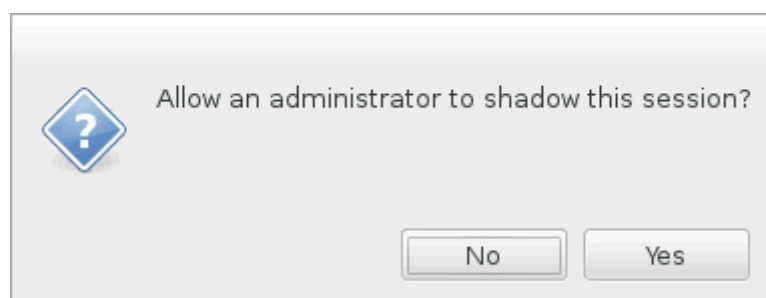 Allow an administrator to shadow this session?
?
No
Yes